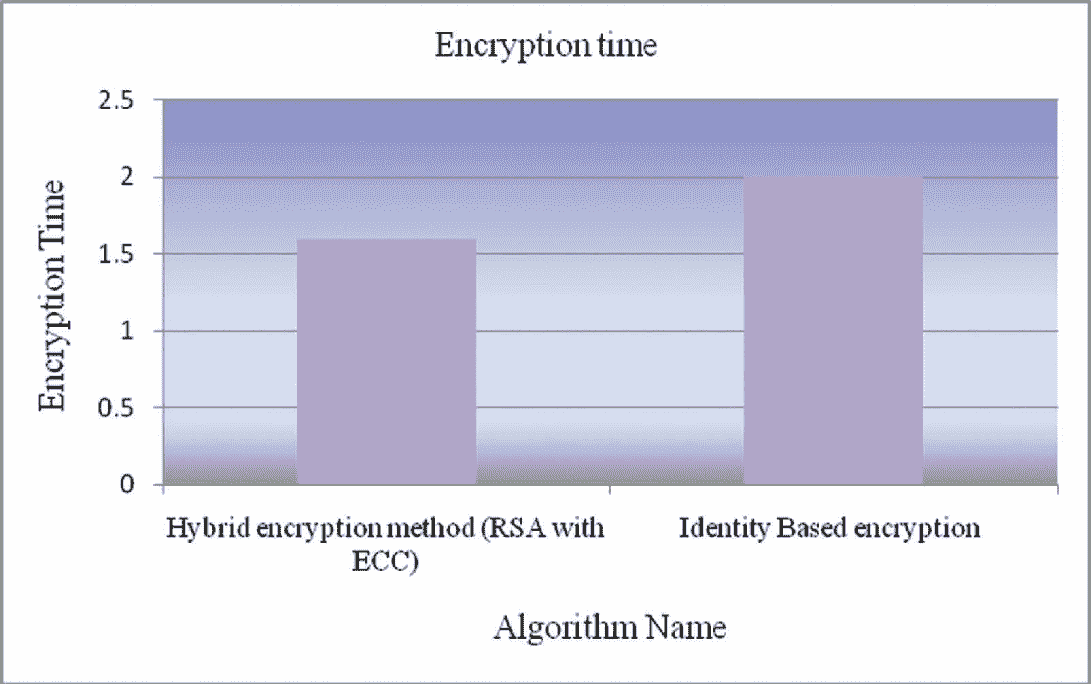 Encryption time
Encryption Time
2.5
2
1.5
1
0.5
0
Hybrid encryption method (RSA with
ECC)
Identity Based encryption
Algorithm Name